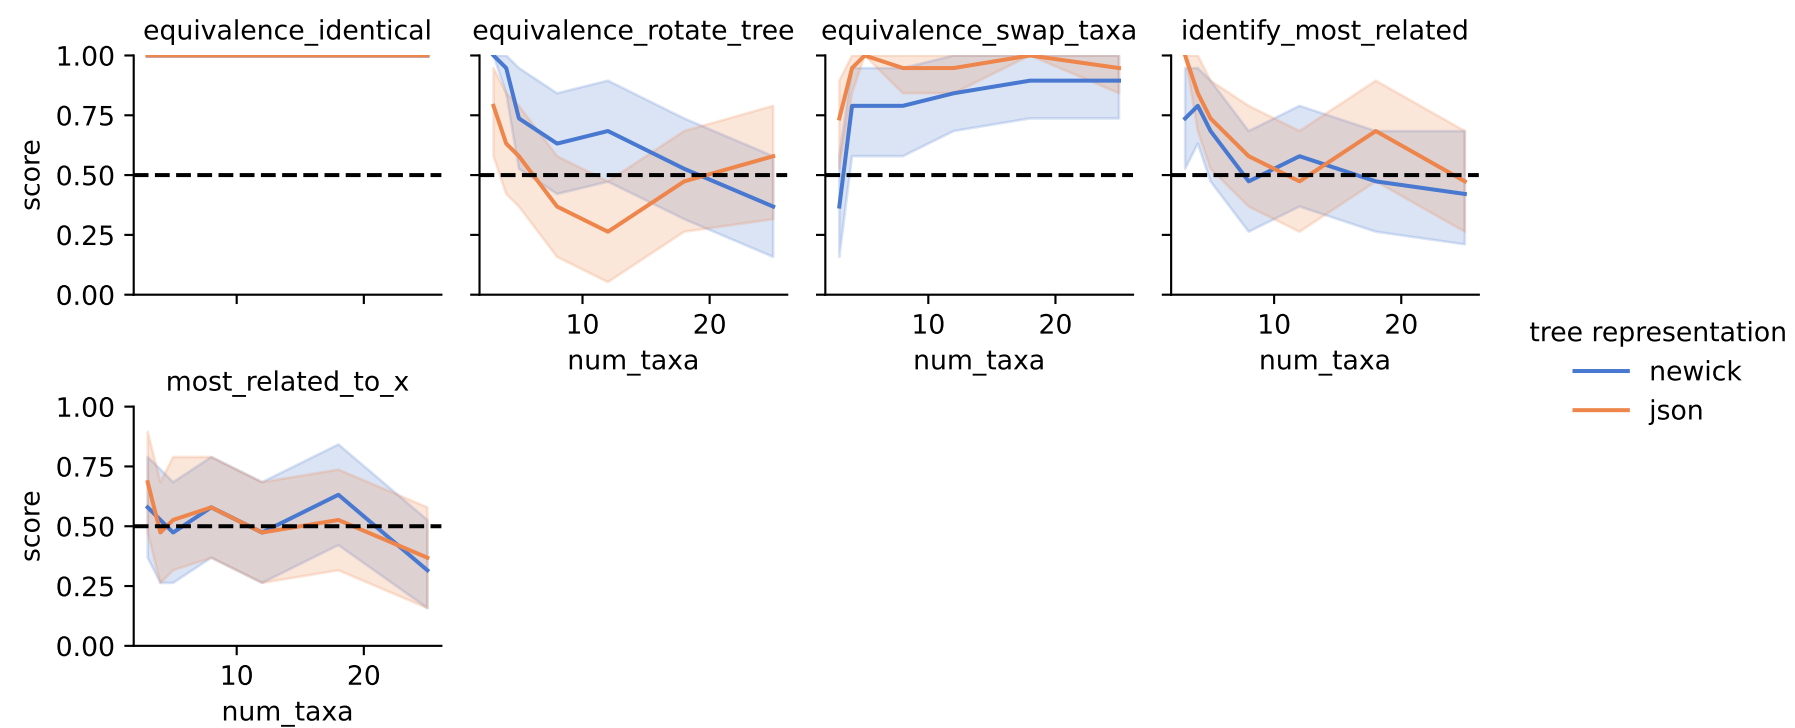 equivalence_identical
equivalence_rotate_tree
equivalence_swap_taxa
identify_most_related
1.00
0.75
0.50
0.25
0.00
score
10
20
num_taxa
10
20
num_taxa
10
20
num_taxa
tree representation
newick
json
most_related_to_x
1.00
0.75
0.50
0.25
0.00
score
10
20
num_taxa